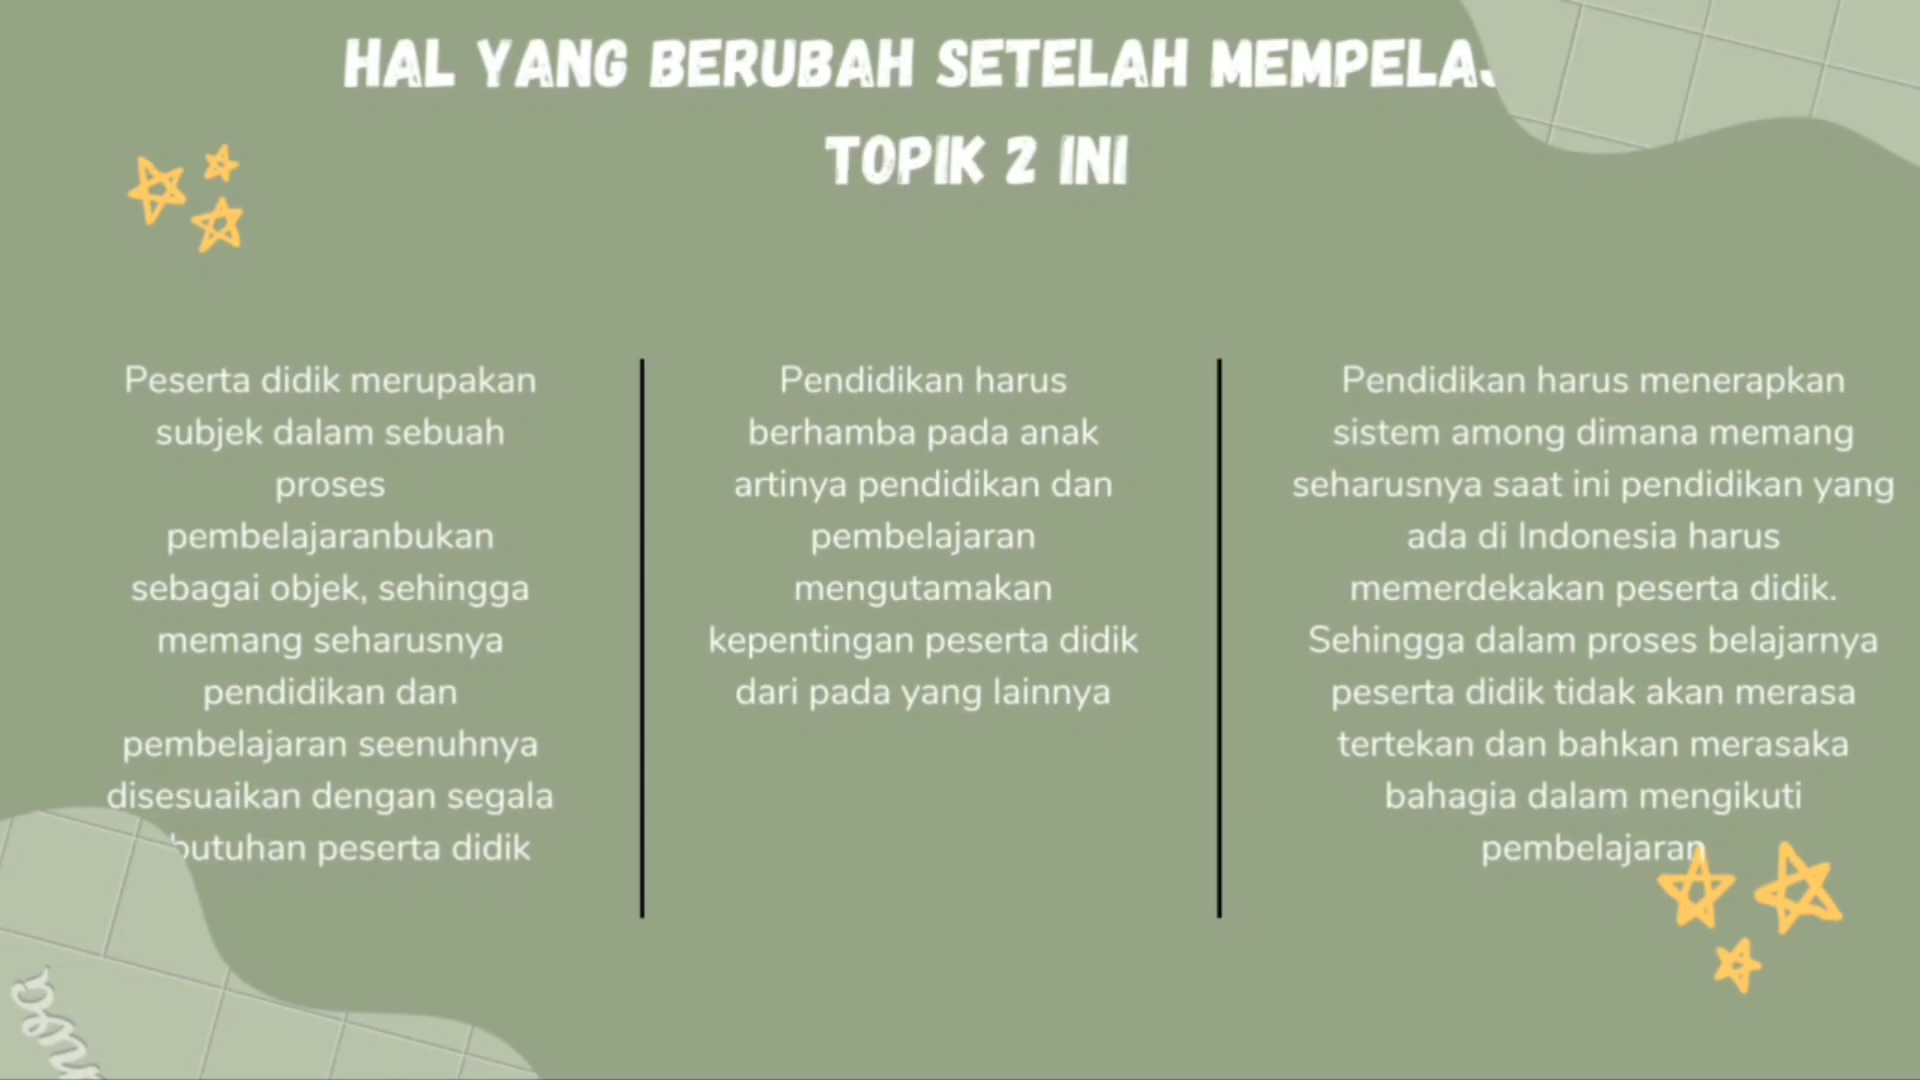 HAL YANG BERUBAH SETELAH
TOPIK 2 INI
Peserta didik merupakan
subjek dalam sebuah
proses
pembelajaranbukan
sebagai objek, sehingga
memang seharusnya
pendidikan dan
pembelajaran seenuhnya
disesuaikan dengan segala
peserta didik
Pendidikan harus
berhamba pada anak
artinya pendidikan dan
pembelajaran
mengutamakan
kepentingan peserta didik
dari pada yang lainnya
Pendidikan harus menerapkan
sistem among dimana memang
seharusnya saat ini pendidikan yang
ada di Indonesia harus
memerdekakan peserta didik.
Sehingga dalam proses belajarnya
peserta didik tidak akan merasa
tertekan dan bahkan merasaka
bahagia dalam mengikuti
pembelajaran